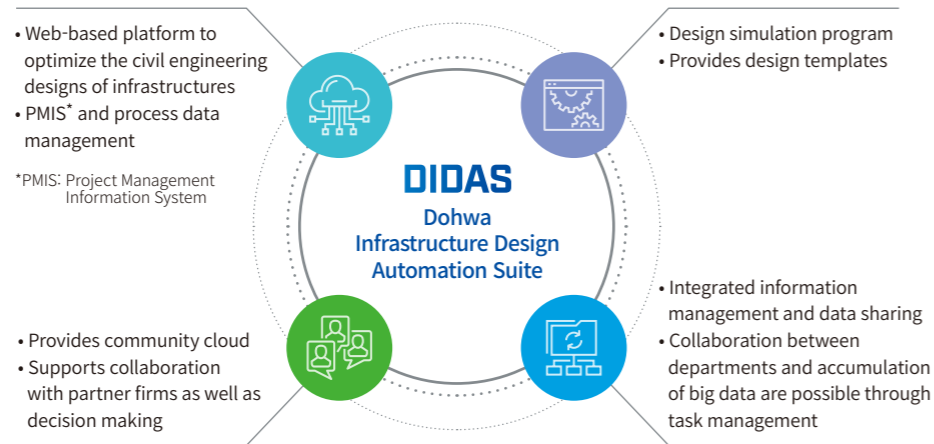 • Web-based platform to
optimize the civil engineering
designs of infrastructures
• PMIS* and process data
management
*PMIS: Project Management
Information System
• Design simulation program
• Provides design templates
DIDAS
Dohwa
Infrastructure Design
Automation Suite
• Provides community cloud
• Supports collaboration
with partner firms as well as
decision making
• Integrated information
management and data sharing
• Collaboration between
departments and accumulation
of big data are possible through
task management